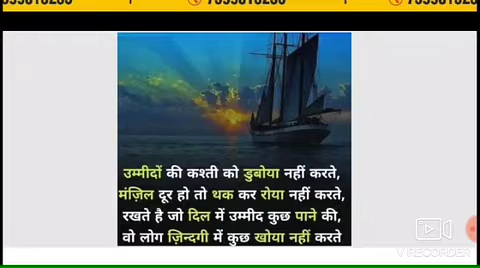 उम्मीदों की कश्ती को डुबोया नहीं करते,
मंज़िल दूर हो तो थक कर रोया नहीं करते,
रखते है जो दिल में उम्मीद कुछ पाने की,
वो लोग ज़िन्दगी में कुछ खोया नहीं करते
VIRECORDER